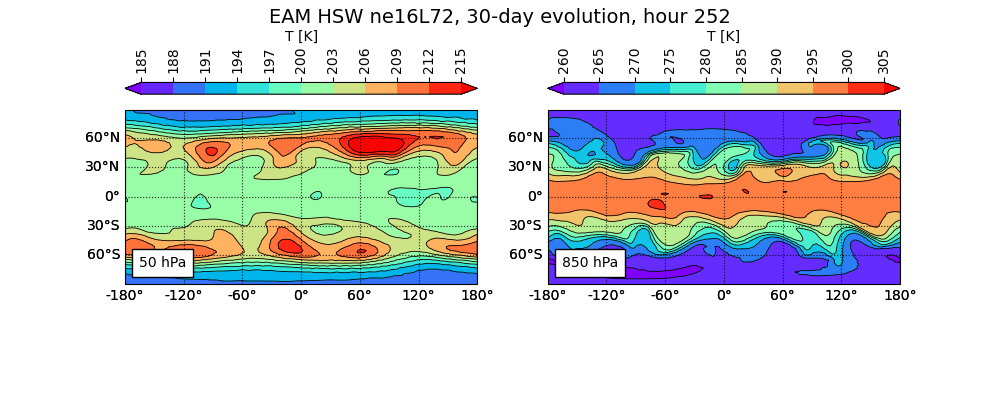 EAM HSW ne16L72, 30-day evolution, hour 252
T [K]
185 188 191 194 197 200 203 206 209 212 215
60°N
30°N
0°
30°S
60°S
50 hPa
-180° -120° -60° 0° 60° 120° 180°
T [K]
260 265 270 275 280 285 290 295 300 305
60°N
30°N
0°
30°S
60°S
850 hPa
-180° -120° -60° 0° 60° 120° 180°